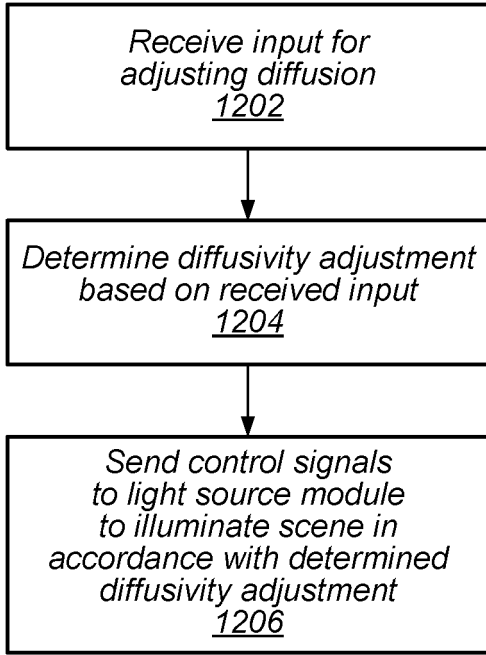 Receive input for
adjusting diffusion
1202
Determine diffusivity adjustment
based on received input
1204
Send control signals
to light source module
to illuminate scene in
accordance with determined
diffusivity adjustment
1206